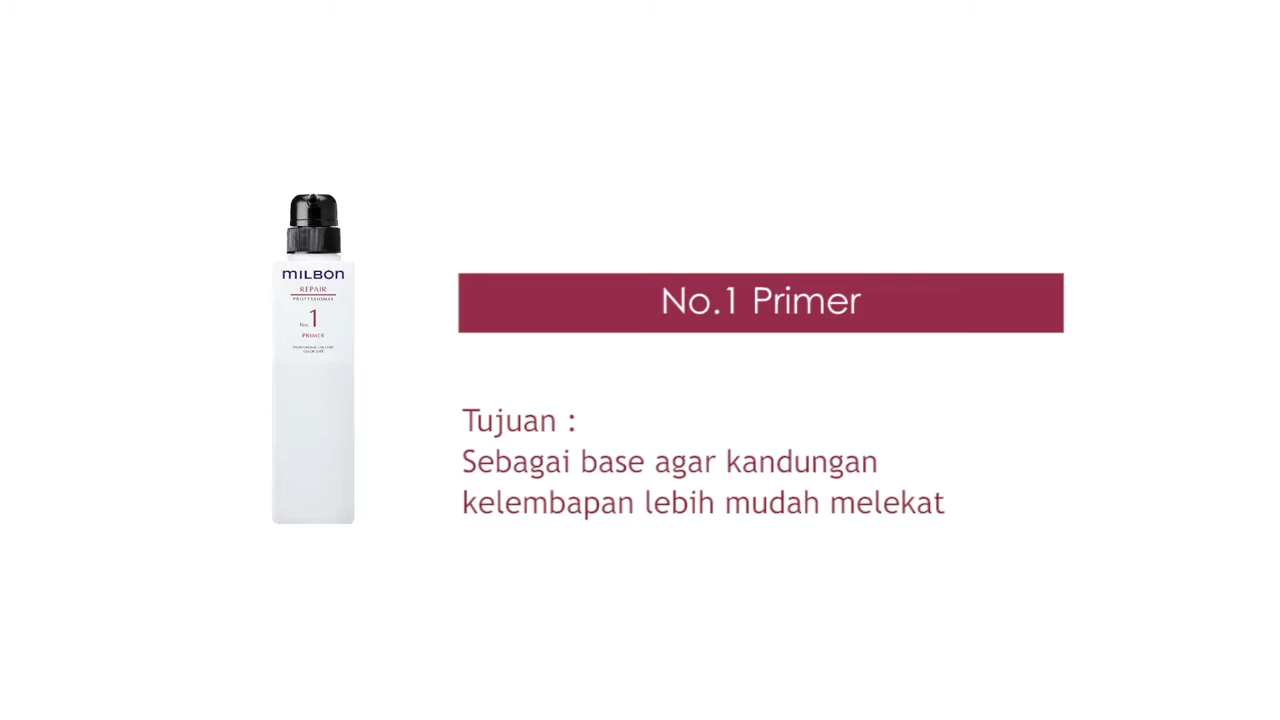 MILBON
REPAIR
PROFESSIONAL
No.1
PRIMER
No.1 Primer
Tujuan :
Sebagai base agar kandungan
kelembapan lebih mudah melekat